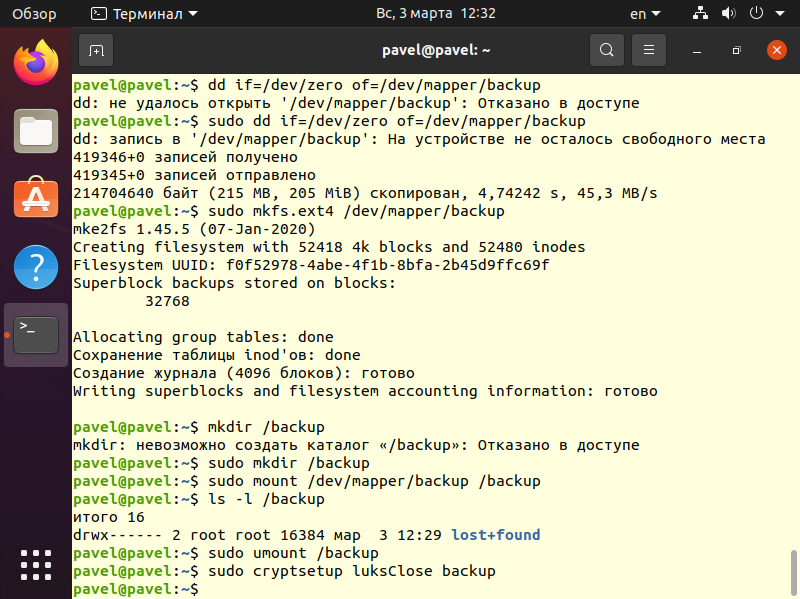 Обзор Терминал Вс, 3 марта 12:32 en
pavel@pavel: ~
pavel@pavel:~$ dd if=/dev/zero of=/dev/mapper/backup
dd: не удалось открыть '/dev/mapper/backup': Отказано в доступе
pavel@pavel:~$ sudo dd if=/dev/zero of=/dev/mapper/backup
dd: запись в '/dev/mapper/backup': На устройстве не осталось свободного места
419346+0 записей получено
419345+0 записей отправлено
214704640 байт (215 MB, 205 MiB) скопирован, 4,74242 s, 45,3 MB/s
pavel@pavel:~$ sudo mkfs.ext4 /dev/mapper/backup
mke2fs 1.45.5 (07-Jan-2020)
Creating filesystem with 52418 4k blocks and 52480 inodes
Filesystem UUID: f0f52978-4abe-4f1b-8bfa-2b45d9ffc69f
Superblock backups stored on blocks:
32768
Allocating group tables: done
Сохранение таблицы inod'ов: done
Создание журнала (4096 блоков): готово
Writing superblocks and filesystem accounting information: готово
pavel@pavel:~$ mkdir /backup
mkdir: невозможно создать каталог «/backup»: Отказано в доступе
pavel@pavel:~$ sudo mkdir /backup
pavel@pavel:~$ sudo mount /dev/mapper/backup /backup
pavel@pavel:~$ ls -l /backup
итого 16
drwx------ 2 root root 16384 мар  3 12:29 lost+found
pavel@pavel:~$ sudo umount /backup
pavel@pavel:~$ sudo cryptsetup luksClose backup
pavel@pavel:~$